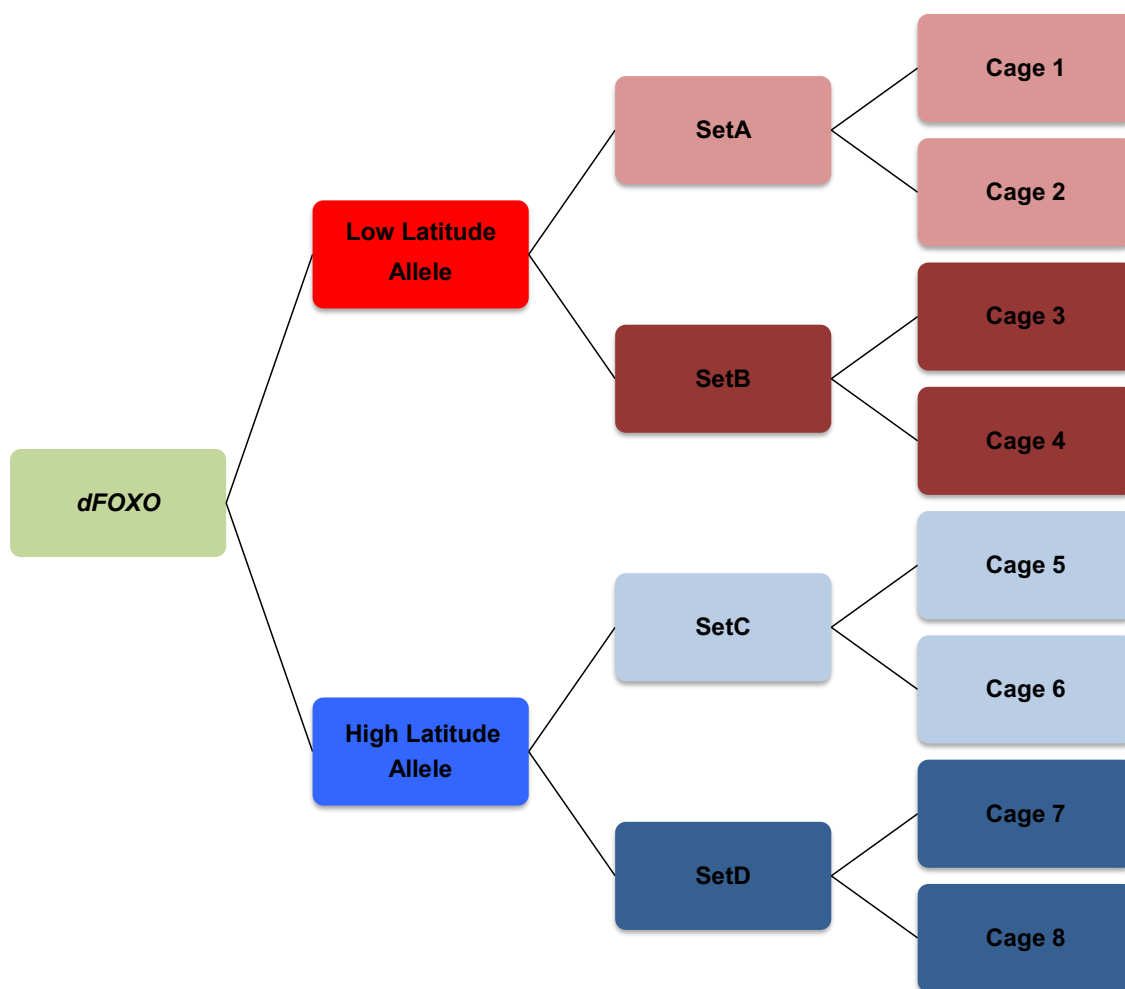 Cage 1
SetA
Cage 2
Low Latitude
Allele
Cage 3
SetB
Cage 4
dFOXO
Cage 5
SetC
Cage 6
High Latitude
Allele
Cage 7
SetD
Cage 8